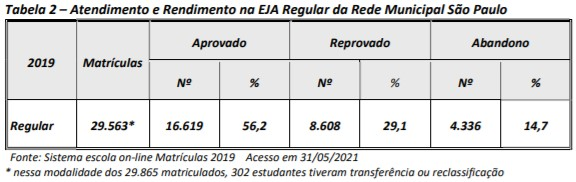 Tabela 2 – Atendimento e Rendimento na EJA Regular da Rede Municipal São Paulo
2019 Matrículas Aprovado Reprovado Abandono
Nº % Nº % Nº %
Regular 29.563* 16.619 56,2 8.608 29,1 4.336 14,7
Fonte: Sistema escola on-line Matrículas 2019 Acesso em 31/05/2021
* nessa modalidade dos 29.865 matriculados, 302 estudantes tiveram transferência ou reclassificação